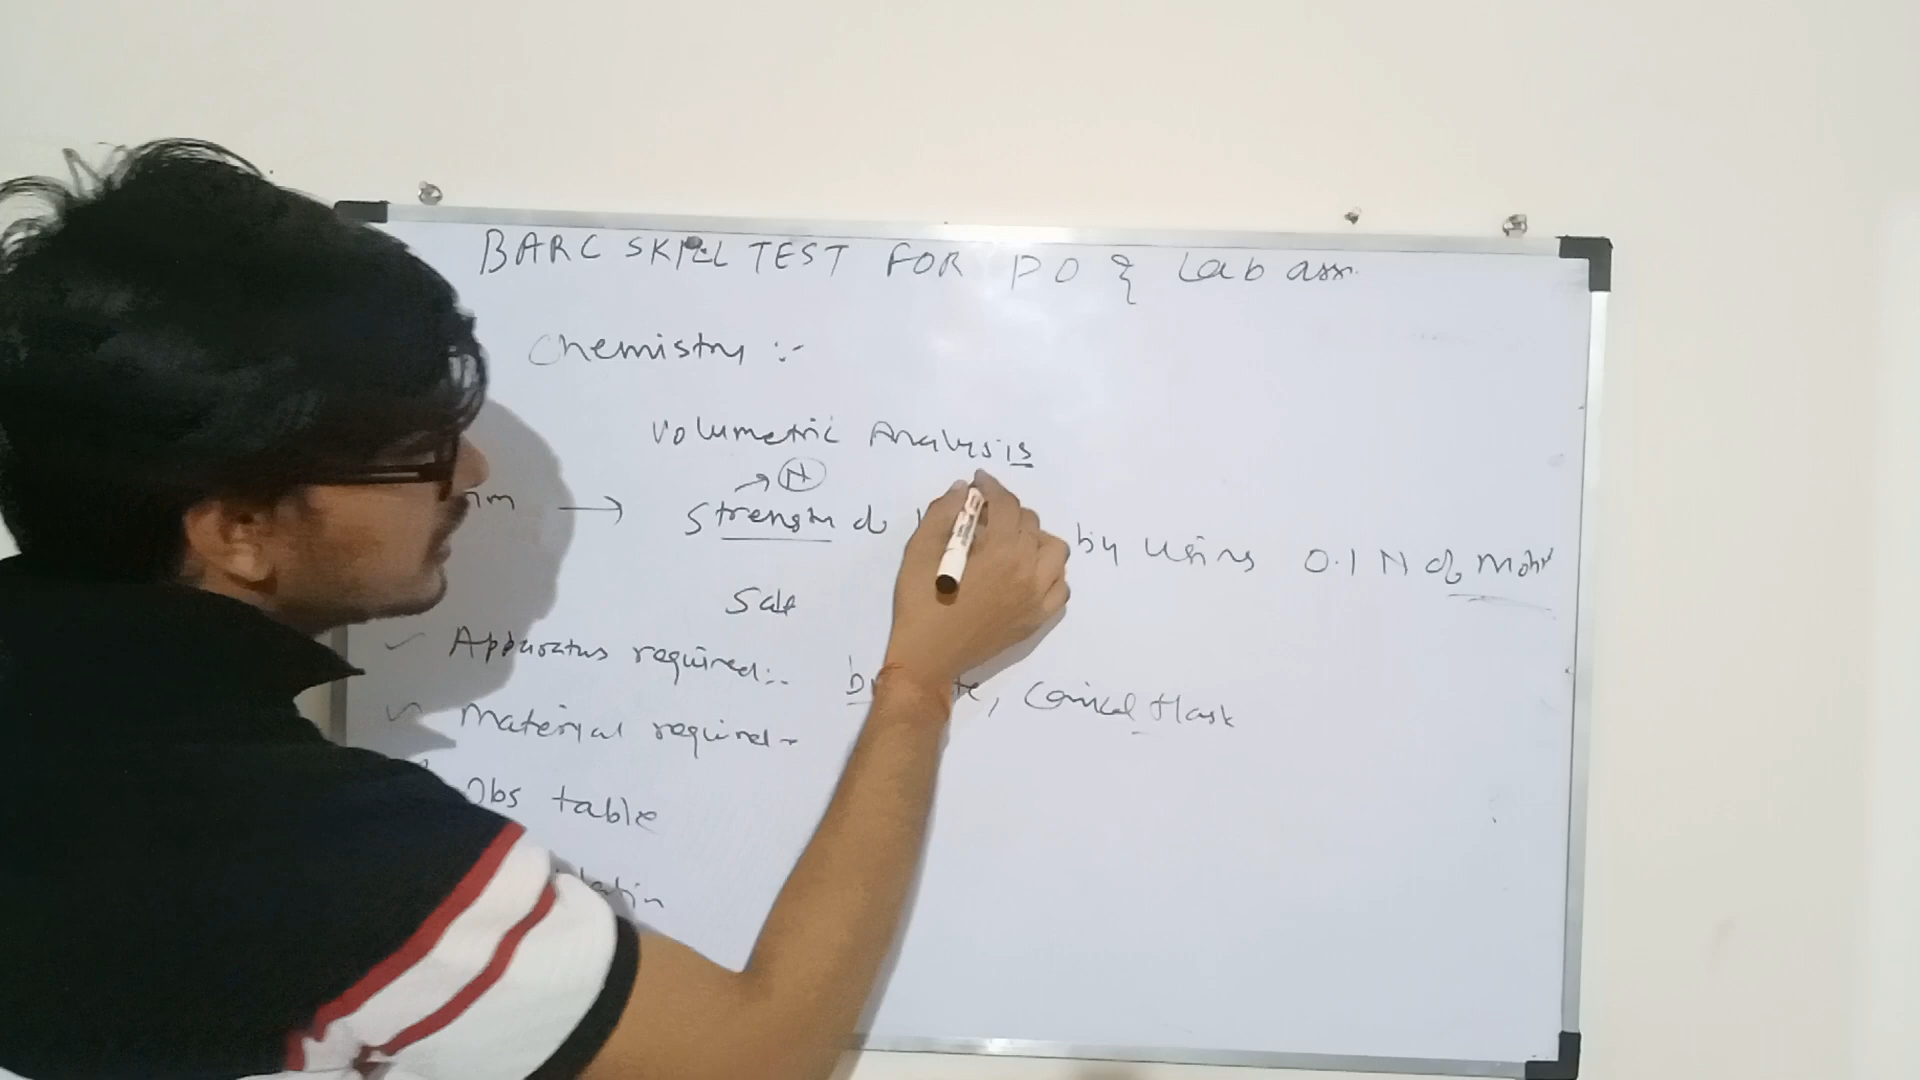 BARC SKILL TEST FOR PO & Lab ass.
Chemistry :-
Volumetric Analysis
→ N
→ Strength of by using 0.1 N of Mohr
Salt
Apparatus required:-, Conical flask
Material required -
Obs table